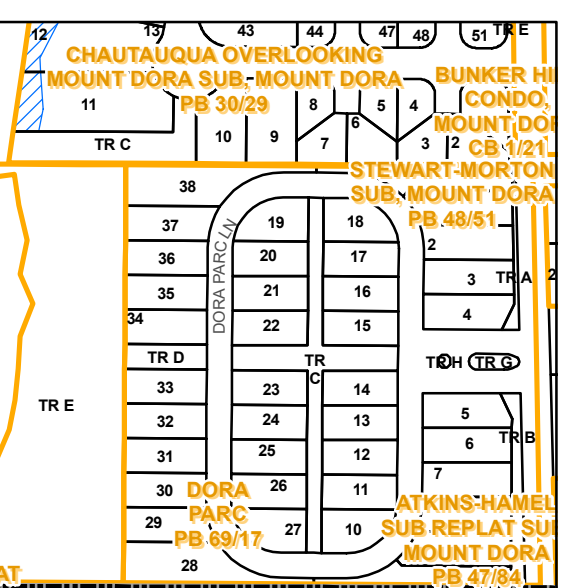 12
13
43
44
47
48
51
TR E
CHAUTAUQUA OVERLOOKING
MOUNT DORA SUB, MOUNT DORA
PB 30/29
BUNKER HI
CONDO,
MOUNT DOR
CB 1/21
11
8
5
4
6
TR C
10
9
7
3
2
STEWART-MORTON
SUB, MOUNT DORA
PB 48/51
38
37
19
18
2
36
20
17
35
21
16
3
TR A
2
34
22
15
4
DORA PARC LN
TR D
TR
C
TR H
TR G
33
23
14
TR E
32
24
13
5
31
25
12
6
TR B
30
26
11
7
29
27
10
28
DORA
PARC
PB 69/17
ATKINS-HAMEL
SUB REPLAT SU
MOUNT DORA
PB 47/84
AT